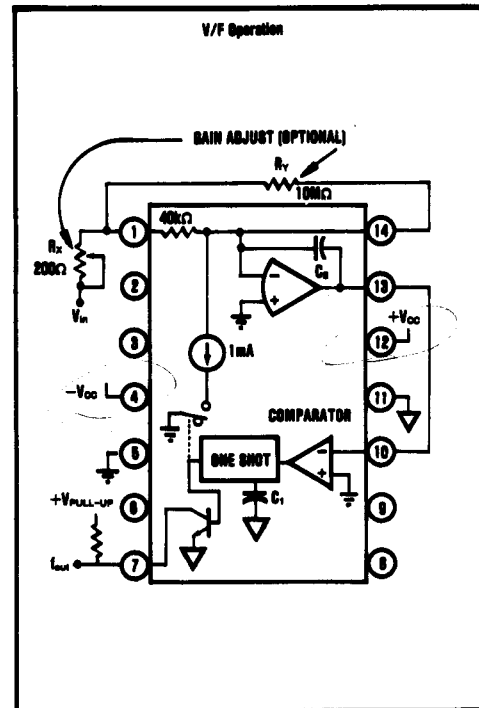 V/F Operation
GAIN ADJUST (OPTIONAL)
RY
10MΩ
1
40kΩ
14
RX
200Ω
C2
2
13
Vin
+VCC
3
1mA
12
-VCC
4
11
COMPARATOR
5
ONE SHOT
10
+VPULL-UP
C1
6
9
fout
7
8